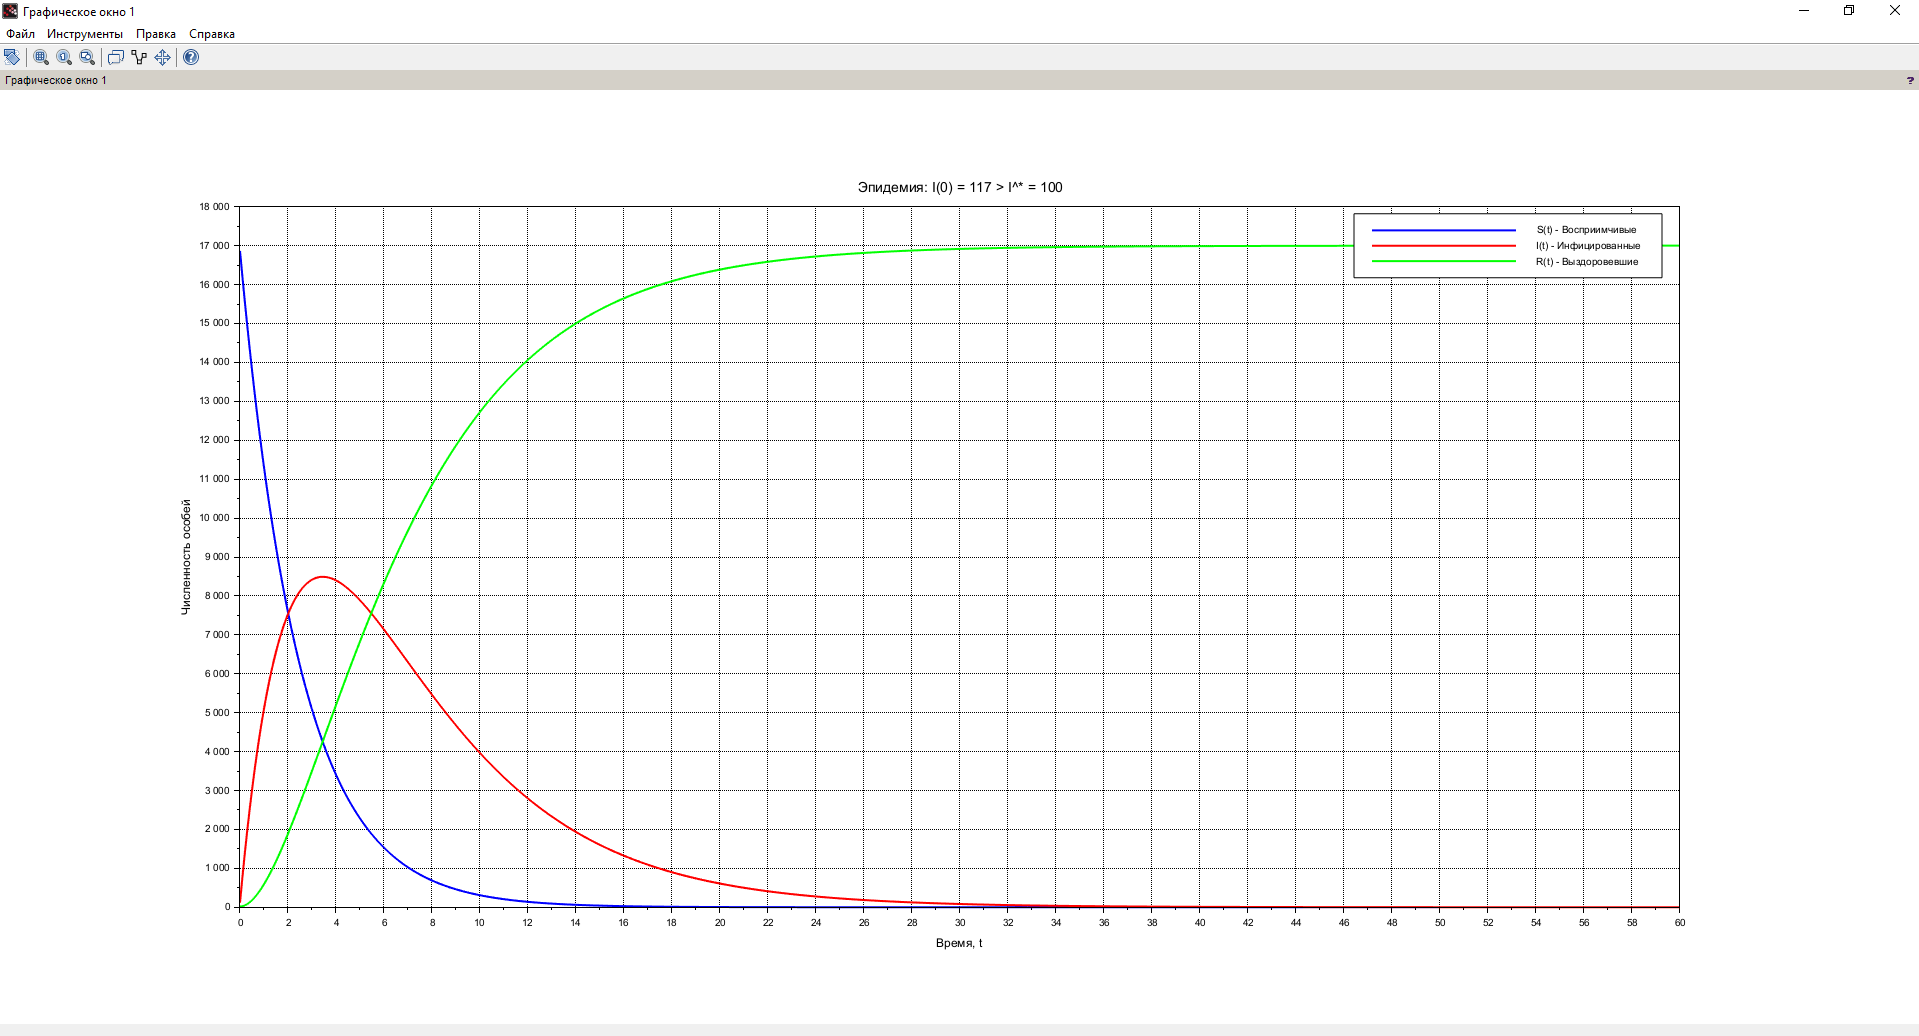 Графическое окно 1
Файл Инструменты Правка Справка
Графическое окно 1
?
Эпидемия: I(0) = 117 > I^* = 100
18 000
17 000
16 000
15 000
14 000
13 000
12 000
11 000
10 000
9 000
8 000
7 000
6 000
5 000
4 000
3 000
2 000
1 000
0
Численность особей
S(t) - Восприимчивые
I(t) - Инфицированные
R(t) - Выздоровевшие
0 2 4 6 8 10 12 14 16 18 20 22 24 26 28 30 32 34 36 38 40 42 44 46 48 50 52 54 56 58 60
Время, t